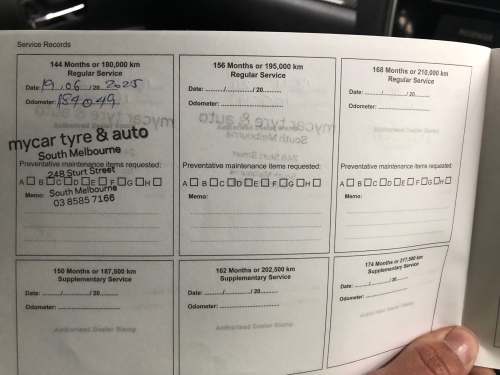 Service Records
144 Months or 180,000 km
Regular Service
Date: 19 / 06 / 20 2025
Odometer: 184049
mycar tyre & auto
South Melbourne
Preventative maintenance items requested:
248 Sturt Street
A B C D E F G H
Memo: South Melbourne
03 8585 7166
156 Months or 195,000 km
Regular Service
Date: ........../............../ 20..........
Odometer: ..............................
Preventative maintenance items requested:
A B C D E F G H
Memo:
168 Months or 210,000 km
Regular Service
Date: ........../............../ 20..........
Odometer: ..............................
Preventative maintenance items requested:
A B C D E F G H
Memo:
150 Months or 187,500 km
Supplementary Service
Date: ........../............../ 20..........
Odometer: ..............................
Authorised Dealer Stamp
162 Months or 202,500 km
Supplementary Service
Date: ........../............../ 20..........
Odometer: ..............................
Authorised Dealer Stamp
174 Months or 217,500 km
Supplementary Service
Date: ........../............../ 20..........
Odometer: ..............................
Authorised Dealer Stamp